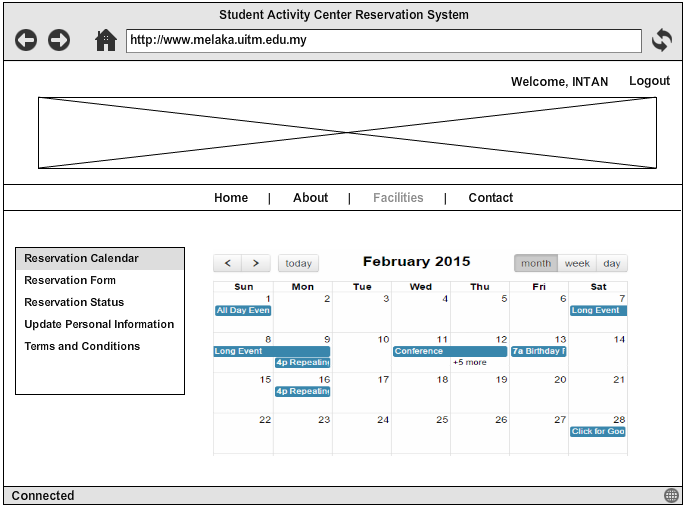 Student Activity Center Reservation System
http://www.melaka.uitm.edu.my
Welcome, INTAN Logout
Home | About | Facilities | Contact
Reservation Calendar
Reservation Form
Reservation Status
Update Personal Information
Terms and Conditions
< > today February 2015 month week day
Sun Mon Tue Wed Thu Fri Sat
1 2 3 4 5 6 7
All Day Even Long Event
8 9 10 11 12 13 14
Long Event Conference 7a Birthday
4p Repeating +5 more
15 16 17 18 19 20 21
4p Repeating
22 23 24 25 26 27 28
Click for Goo
Connected